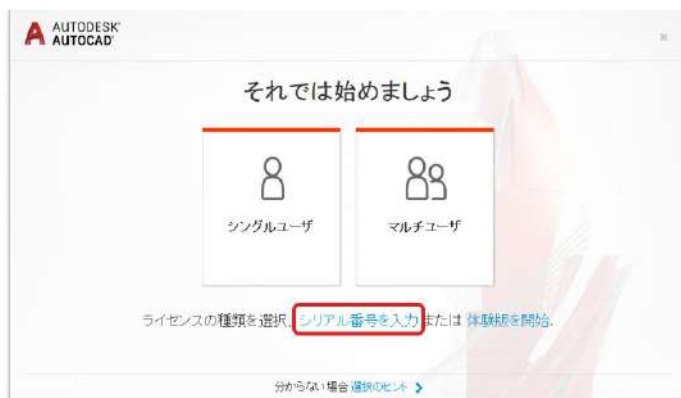 AUTODESK®
AUTOCAD®
それでは始めましょう
シングルユーザ
マルチユーザ
ライセンスの種類を選択、シリアル番号を入力 または 体験版を開始.
分からない場合 選択のヒント